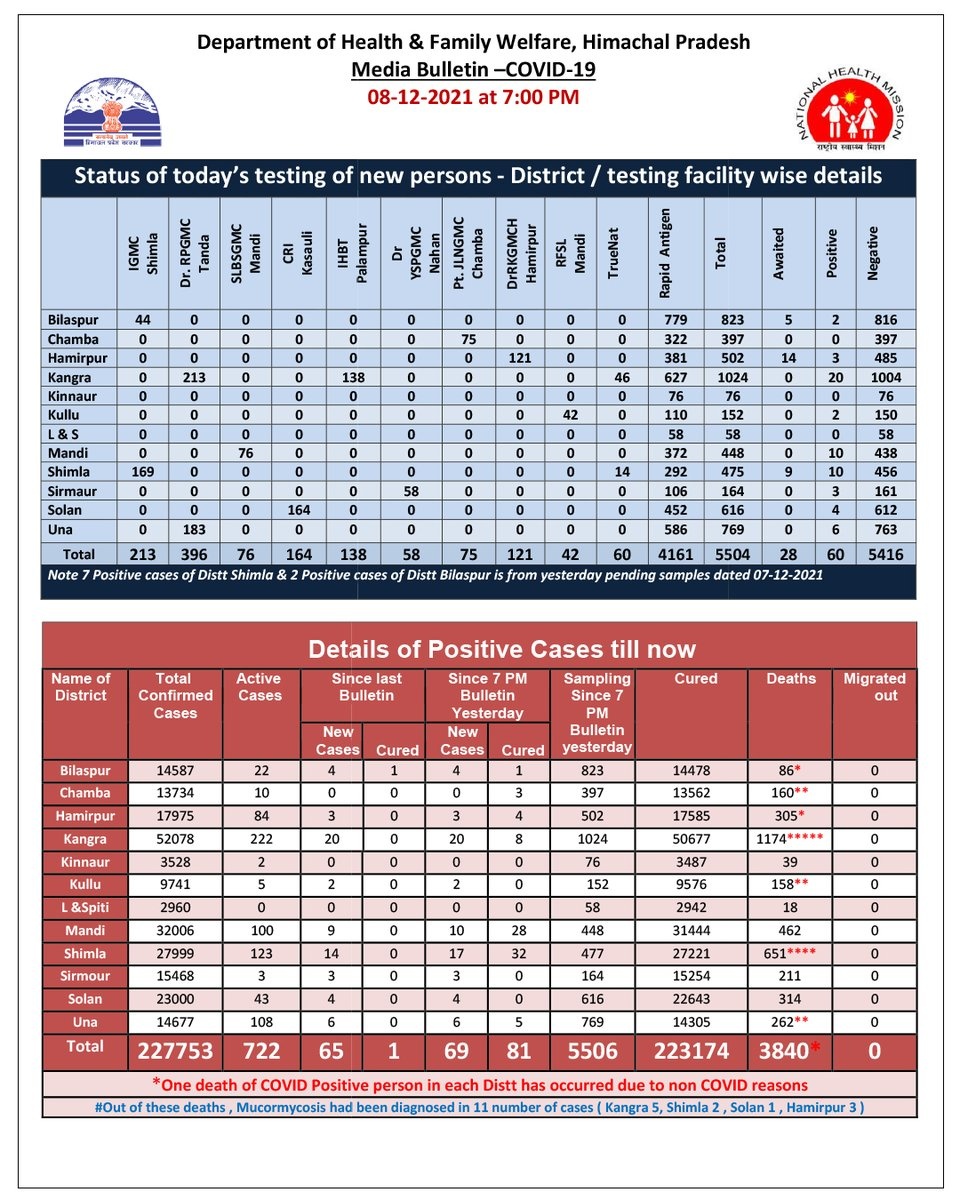 Department of Health & Family Welfare, Himachal Pradesh
Media Bulletin –COVID-19
08-12-2021 at 7:00 PM
NATIONAL HEALTH MISSION
राष्ट्रीय स्वास्थ्य मिशन
Status of today's testing of new persons - District / testing facility wise details
IGMC Shimla | Dr. RPGMC Tanda | SLBSGMC Mandi | CRI Kasauli | IHBT Palampur | Dr YSPGMC Nahan | Pt. JLNGMC Chamba | DrRKGMCH Hamirpur | RFSL Mandi | TrueNat | Rapid Antigen | Total | Awaited | Positive | Negative
Bilaspur 44 0 0 0 0 0 0 0 0 0 779 823 5 2 816
Chamba 0 0 0 0 0 0 75 0 0 0 322 397 0 0 397
Hamirpur 0 0 0 0 0 0 0 121 0 0 381 502 14 3 485
Kangra 0 213 0 0 138 0 0 0 0 46 627 1024 0 20 1004
Kinnaur 0 0 0 0 0 0 0 0 0 0 76 76 0 0 76
Kullu 0 0 0 0 0 0 0 0 42 0 110 152 0 2 150
L & S 0 0 0 0 0 0 0 0 0 0 58 58 0 0 58
Mandi 0 0 76 0 0 0 0 0 0 0 372 448 0 10 438
Shimla 169 0 0 0 0 0 0 0 0 14 292 475 9 10 456
Sirmaur 0 0 0 0 0 58 0 0 0 0 106 164 0 3 161
Solan 0 0 0 164 0 0 0 0 0 0 452 616 0 4 612
Una 0 183 0 0 0 0 0 0 0 0 586 769 0 6 763
Total 213 396 76 164 138 58 75 121 42 60 4161 5504 28 60 5416
Note 7 Positive cases of Distt Shimla & 2 Positive cases of Distt Bilaspur is from yesterday pending samples dated 07-12-2021
Details of Positive Cases till now
Name of District | Total Confirmed Cases | Active Cases | Since last Bulletin | Since 7 PM Bulletin Yesterday | Sampling Since 7 PM Bulletin yesterday | Cured | Deaths | Migrated out
New Cases | Cured | New Cases | Cured
Bilaspur 14587 22 4 1 4 1 823 14478 86* 0
Chamba 13734 10 0 0 0 3 397 13562 160** 0
Hamirpur 17975 84 3 0 3 4 502 17585 305* 0
Kangra 52078 222 20 0 20 8 1024 50677 1174***** 0
Kinnaur 3528 2 0 0 0 0 76 3487 39 0
Kullu 9741 5 2 0 2 0 152 9576 158** 0
L &Spiti 2960 0 0 0 0 0 58 2942 18 0
Mandi 32006 100 9 0 10 28 448 31444 462 0
Shimla 27999 123 14 0 17 32 477 27221 651**** 0
Sirmour 15468 3 3 0 3 0 164 15254 211 0
Solan 23000 43 4 0 4 0 616 22643 314 0
Una 14677 108 6 0 6 5 769 14305 262** 0
Total 227753 722 65 1 69 81 5506 223174 3840* 0
*One death of COVID Positive person in each Distt has occurred due to non COVID reasons
#Out of these deaths , Mucormycosis had been diagnosed in 11 number of cases ( Kangra 5, Shimla 2 , Solan 1 , Hamirpur 3 )